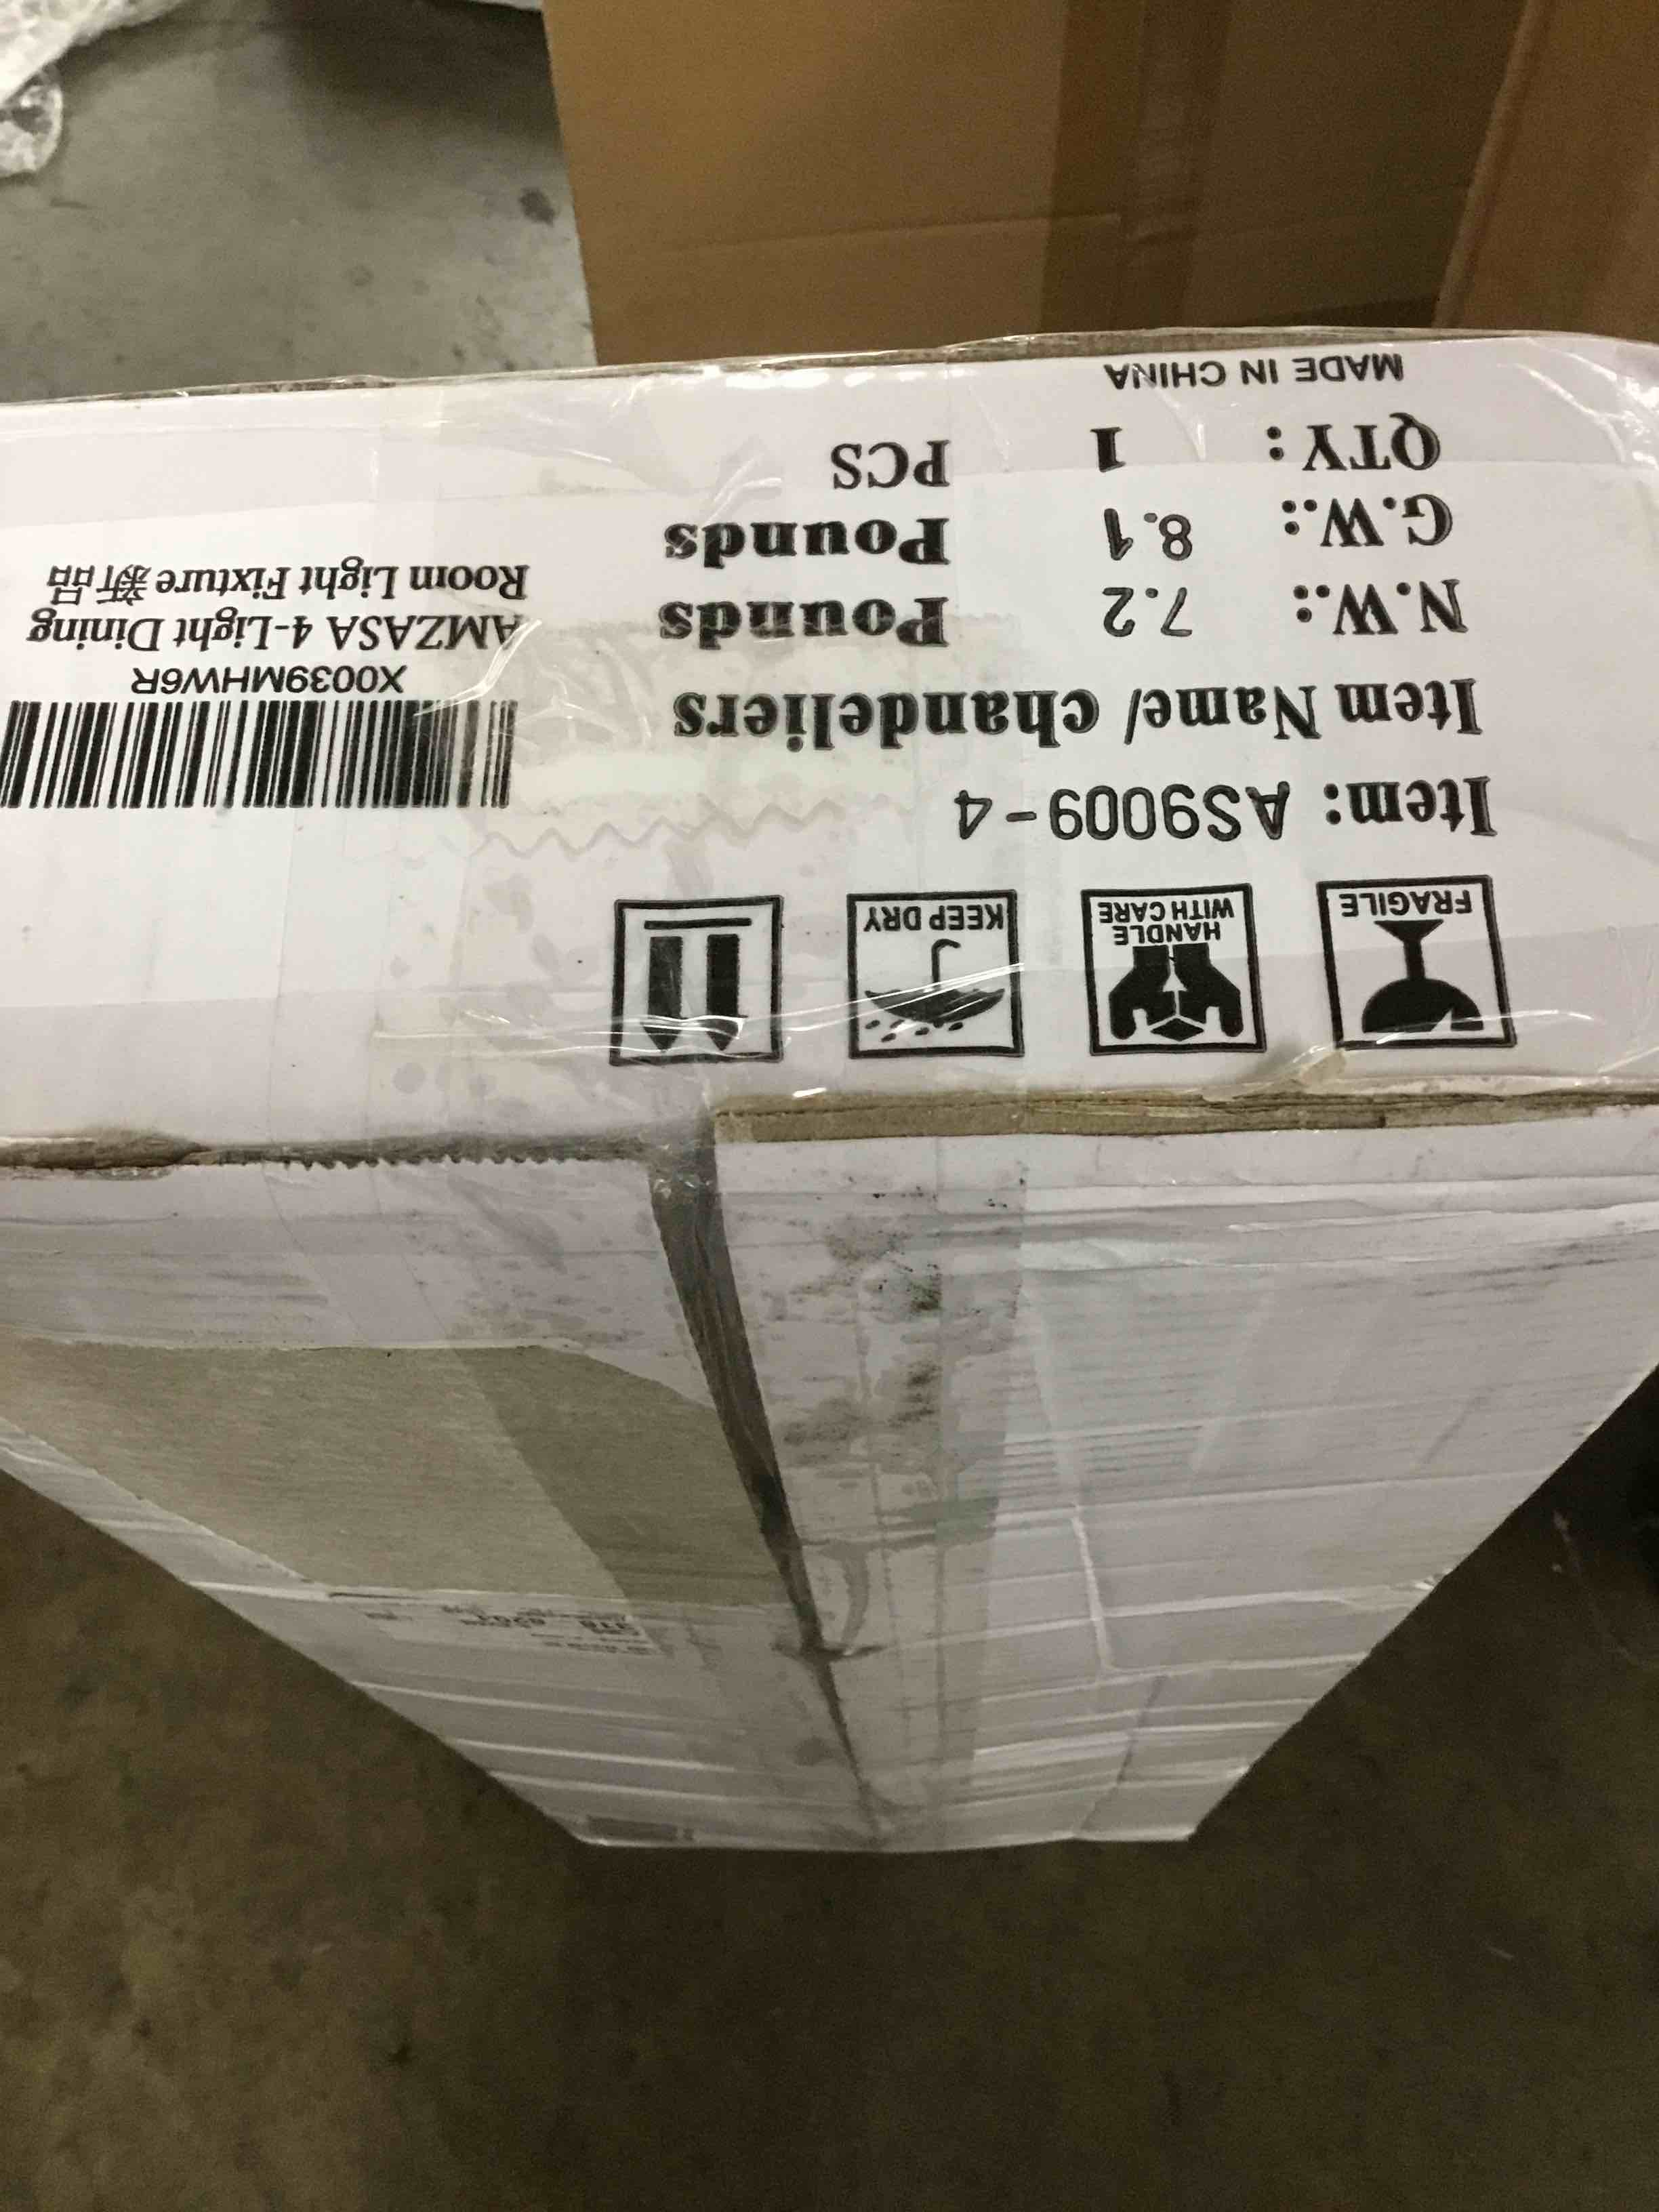 FRAGILE
HANDLE
WITH CARE
KEEP DRY
Item: AS9009-4
Item Name/ chandeliers
N.W.: 7.2 Pounds
G.W.: 8.1 Pounds
QTY: 1 PCS
MADE IN CHINA
X0039MHW6R
AMZASA 4-Light Dining
Room Light Fixture 新品